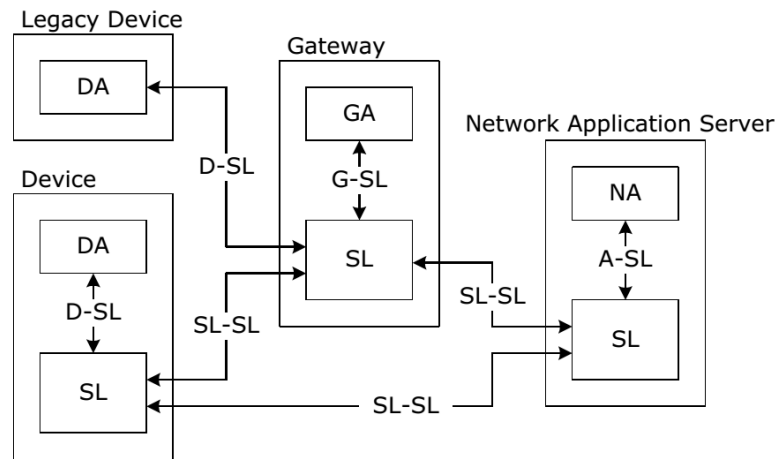 Legacy Device
DA
D-SL
Gateway
GA
G-SL
SL
Network Application Server
NA
A-SL
SL
Device
DA
D-SL
SL
SL-SL
SL-SL
SL-SL